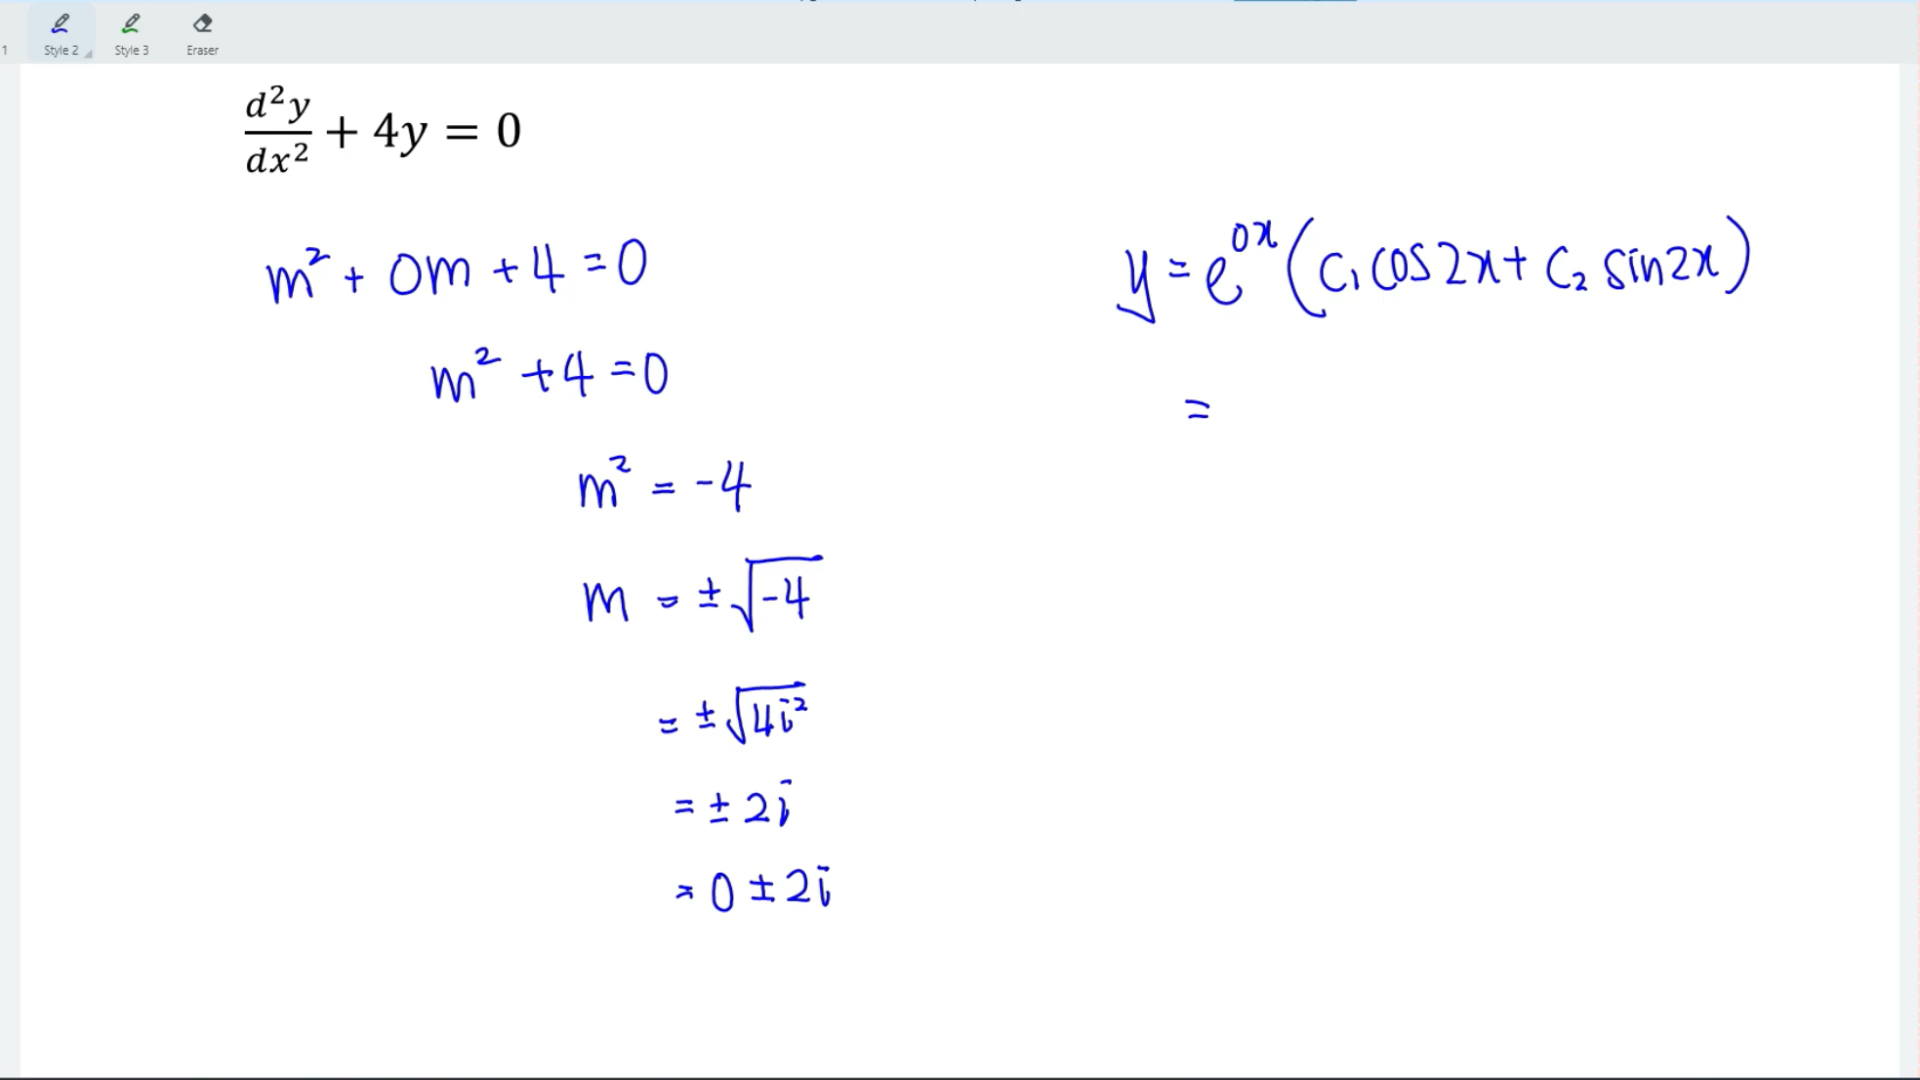 1 Style 2 Style 3 Eraser
d²y/dx² + 4y = 0
m² + 0m + 4 = 0
m² + 4 = 0
m² = -4
m = ±√-4
= ±√4i²
= ± 2i
= 0 ± 2i
y = e^0x (C₁ cos 2x + C₂ sin 2x)
=